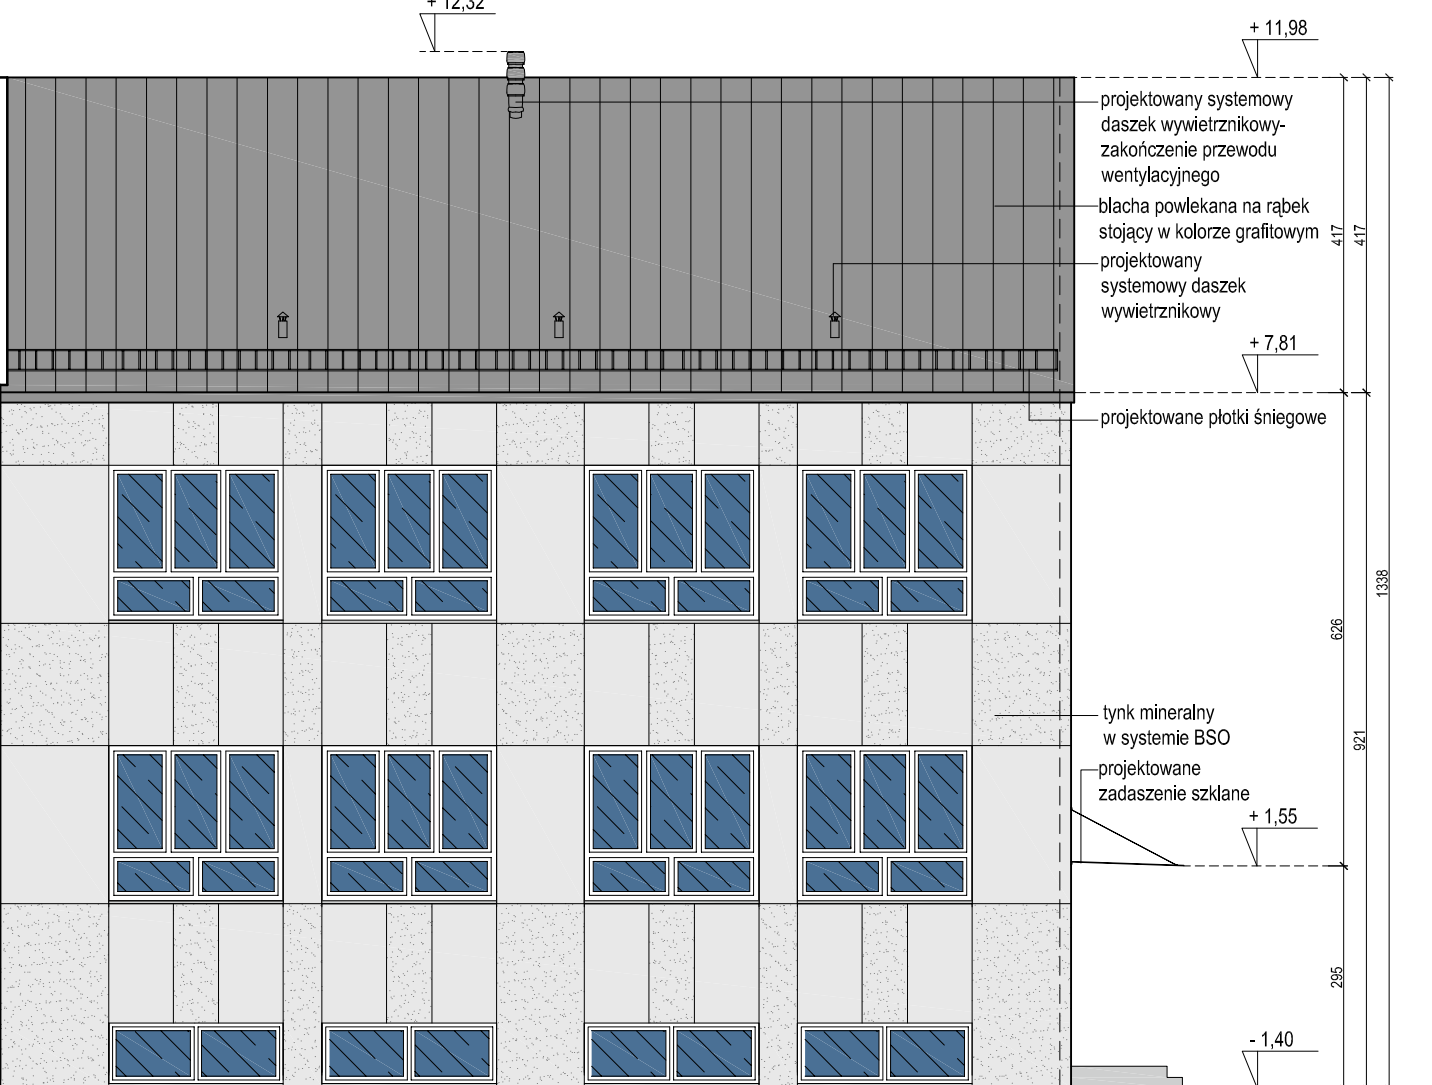 + 12,32
+ 11,98
projektowany systemowy
daszek wywietrznikowy-
zakończenie przewodu
wentylacyjnego
blacha powlekana na rąbek
stojący w kolorze grafitowym
417
417
projektowany
systemowy daszek
wywietrznikowy
+ 7,81
projektowane płotki śniegowe
1338
626
tynk mineralny
w systemie BSO
921
projektowane
zadaszenie szklane
+ 1,55
295
- 1,40